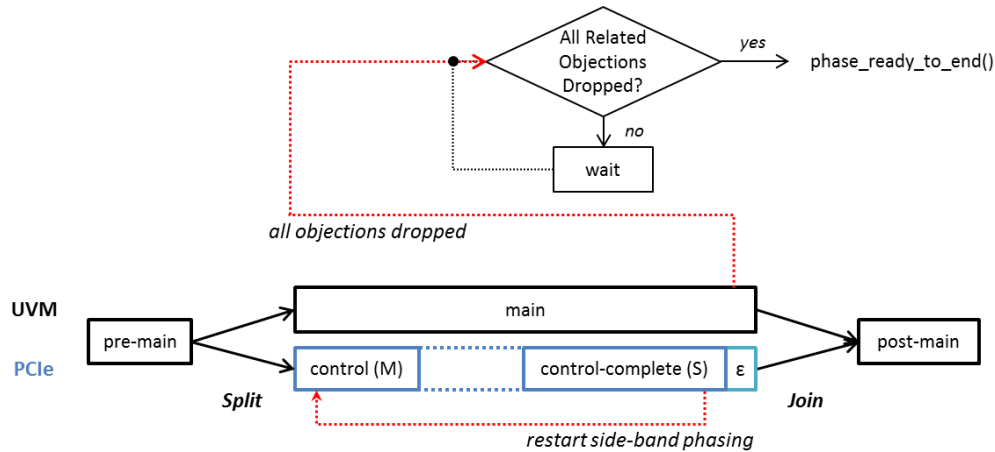 All Related
Objections
Dropped?
yes
phase_ready_to_end()
no
wait
all objections dropped
UVM
main
pre-main
post-main
PCIe
control (M)
control-complete (S)
ε
Split
Join
restart side-band phasing